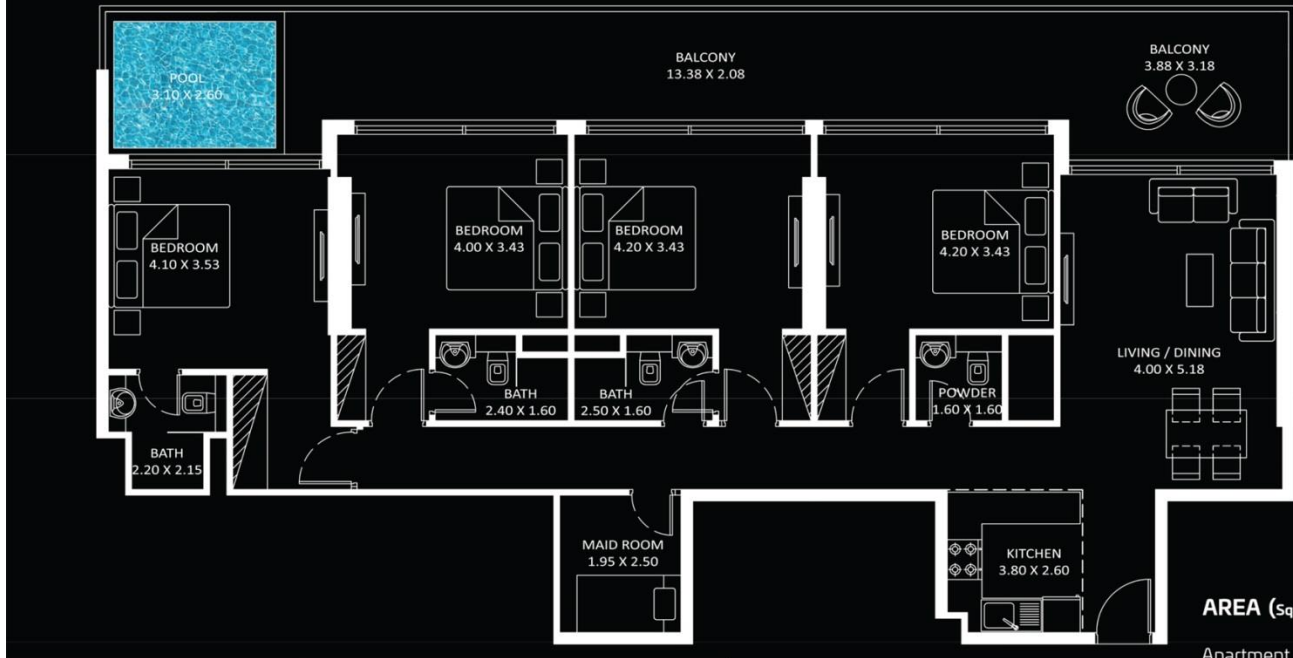 POOL
3.10 X 2.60
BALCONY
13.38 X 2.08
BALCONY
3.88 X 3.18
BEDROOM
4.10 X 3.53
BEDROOM
4.00 X 3.43
BEDROOM
4.20 X 3.43
BEDROOM
4.20 X 3.43
LIVING / DINING
4.00 X 5.18
BATH
2.40 X 1.60
BATH
2.50 X 1.60
POWDER
1.60 X 1.60
BATH
2.20 X 2.15
MAID ROOM
1.95 X 2.50
KITCHEN
3.80 X 2.60
AREA (Sq
Apartment